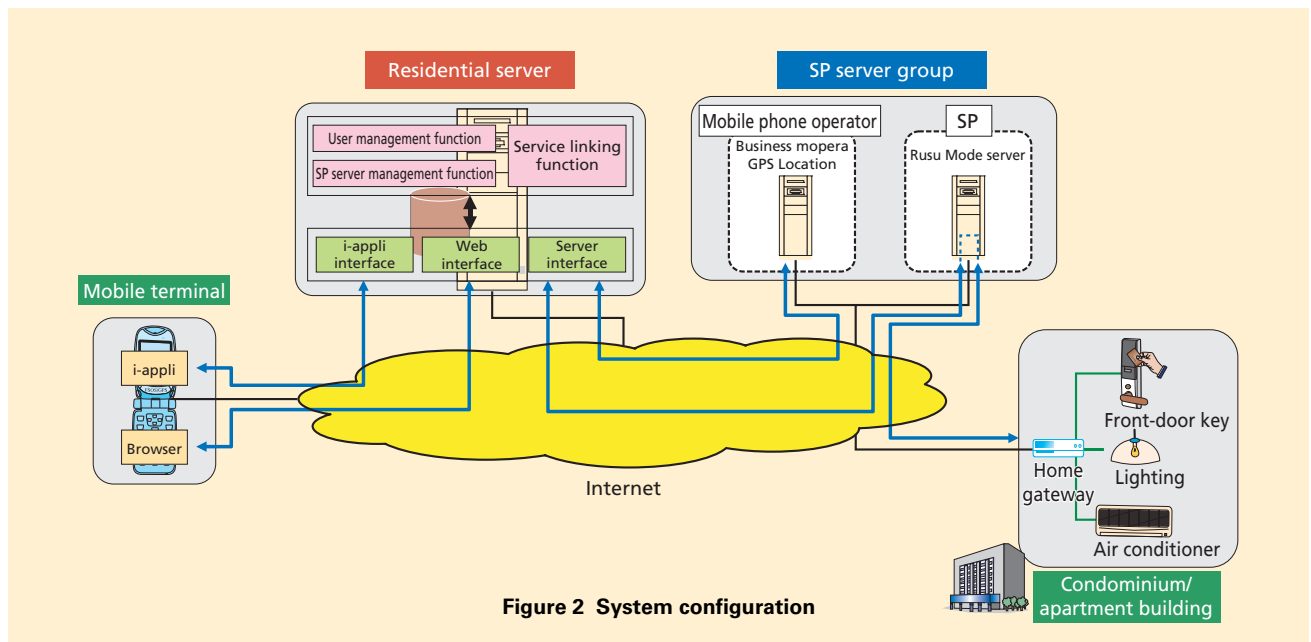 Residential server
SP server group
User management function
SP server management function
Service linking
function
i-appli
interface
Web
interface
Server
interface
Mobile phone operator
Business mopera
GPS Location
SP
Rusu Mode server
Mobile terminal
i-appli
Browser
Internet
Front-door key
Home
gateway
Lighting
Air conditioner
Condominium/
apartment building
Figure 2 System configuration